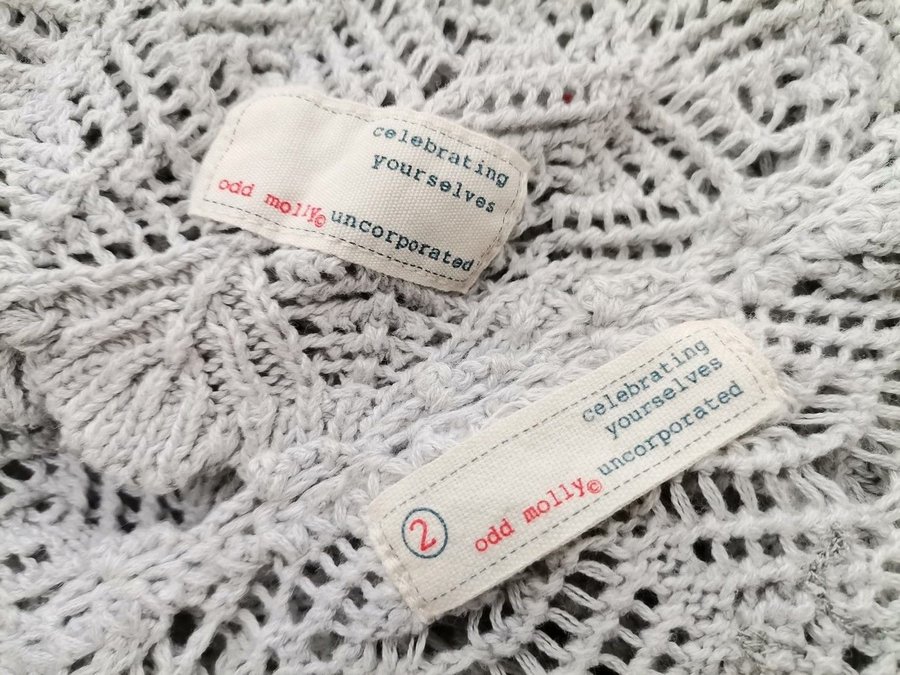 celebrating
yourselves
odd molly© uncorporated
celebrating
yourselves
odd molly© uncorporated
2